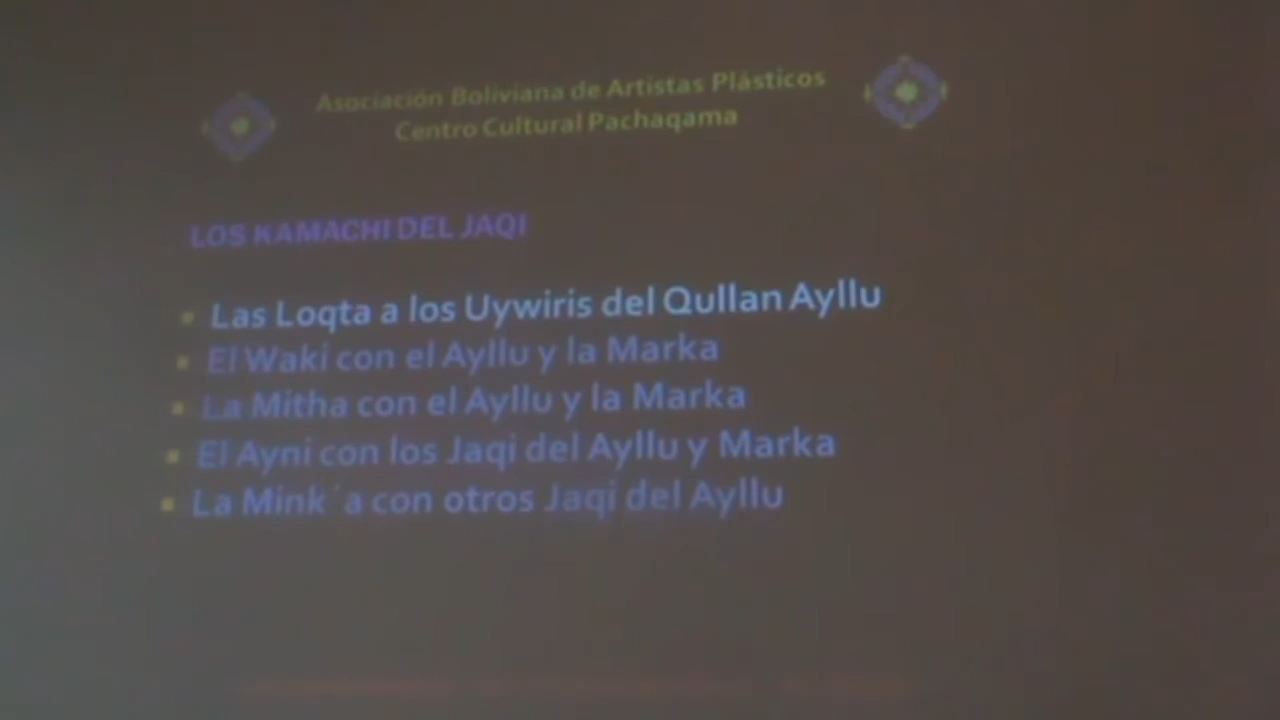 Asociación Boliviana de Artistas Plásticos
Centro Cultural Pachaqama
LOS KAMACHI DEL JAQI
Las Loqta a los Uywiris del Qullan Ayllu
El Waki con el Ayllu y la Marka
La Mitha con el Ayllu y la Marka
El Ayni con los Jaqi del Ayllu y Marka
La Mink´a con otros Jaqi del Ayllu